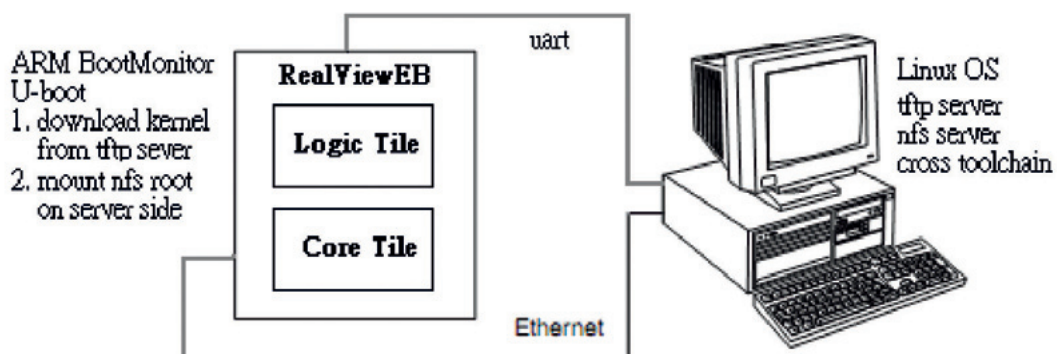 ARM BootMonitor
U-boot
1. download kernel
from tftp sever
2. mount nfs root
on server side
RealViewEB
Logic Tile
Core Tile
uart
Ethernet
Linux OS
tftp server
nfs server
cross toolchain